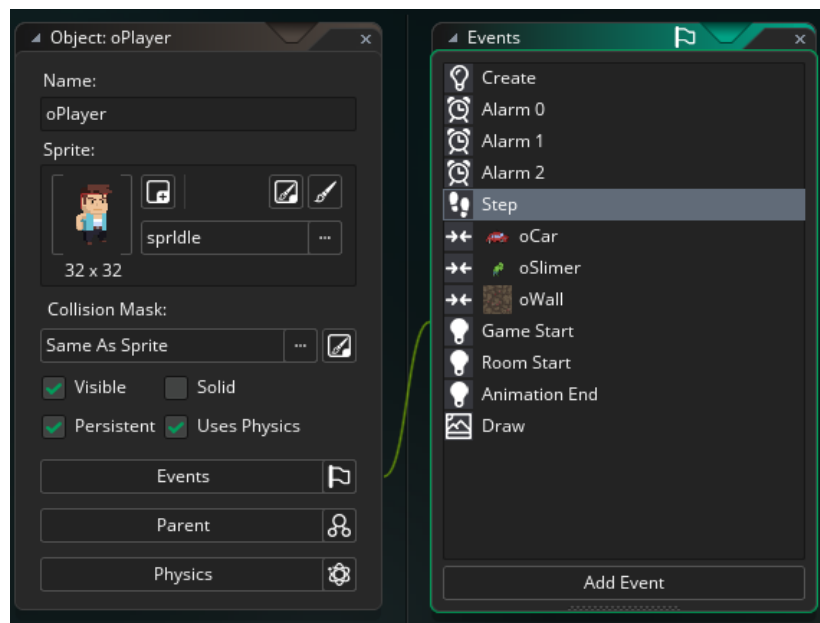 Object: oPlayer
Name:
oPlayer
Sprite:
sprIdle
32 x 32
Collision Mask:
Same As Sprite
Visible
Solid
Persistent
Uses Physics
Events
Parent
Physics
Events
Create
Alarm 0
Alarm 1
Alarm 2
Step
oCar
oSlimer
oWall
Game Start
Room Start
Animation End
Draw
Add Event